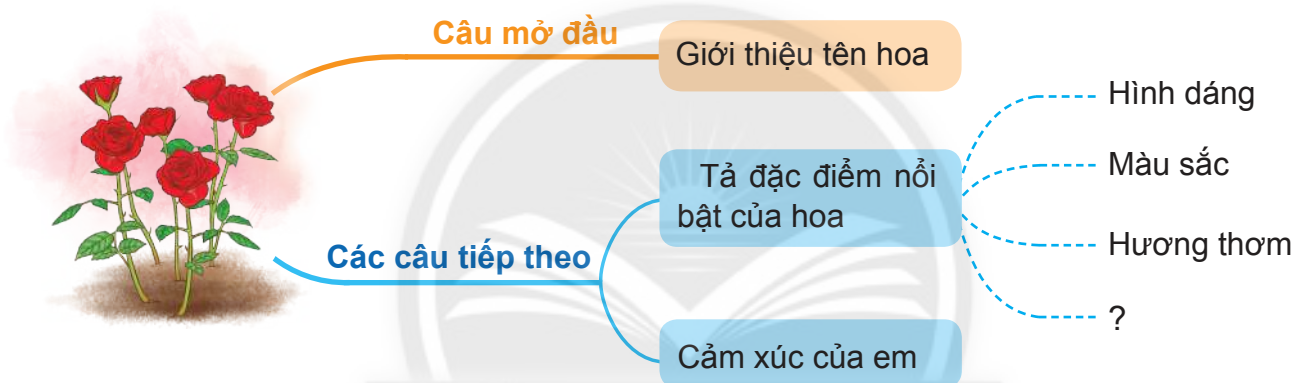 Câu mở đầu
Giới thiệu tên hoa
Các câu tiếp theo
Tả đặc điểm nổi
bật của hoa
Hình dáng
Màu sắc
Hương thơm
?
Cảm xúc của em